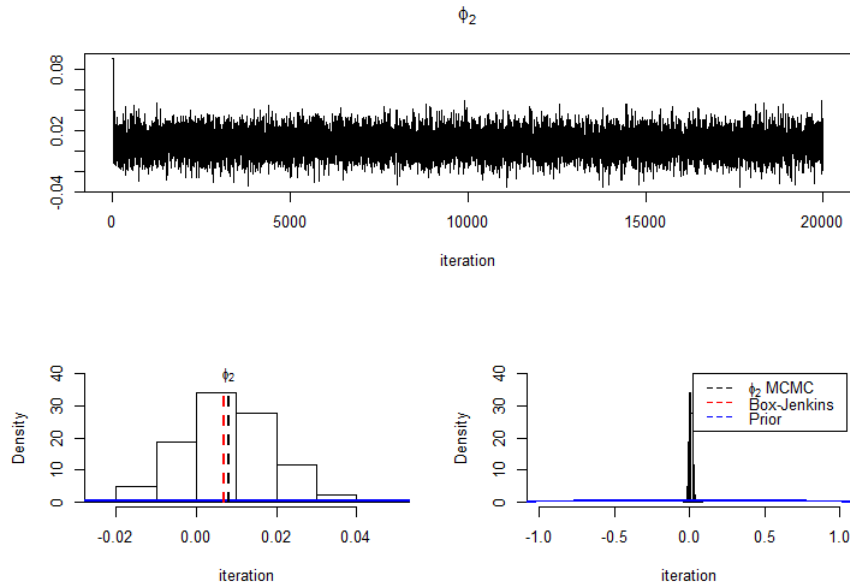 ϕ2
0.08
0.02
-0.04
0 5000 10000 15000 20000
iteration
ϕ2
Density
40
30
20
10
0
-0.02 0.00 0.02 0.04
iteration
Density
40
30
20
10
0
ϕ2 MCMC
Box-Jenkins
Prior
-1.0 -0.5 0.0 0.5 1.0
iteration